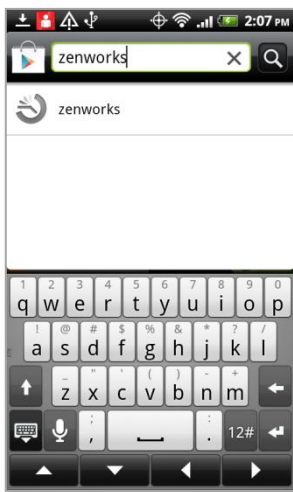 2:07 PM
zenworks
zenworks
1 2 3 4 5 6 7 8 9 0
q w e r t y u i o p
! @ # $ % & * ? /
a s d f g h j k l
_ - +
z x c v b n m
, . 12#